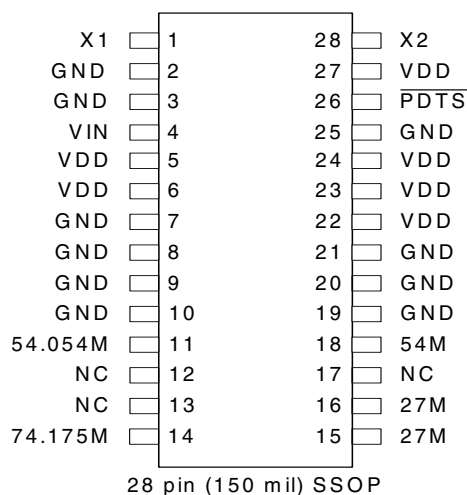 X1 1 28 X2
GND 2 27 VDD
GND 3 26 PDTS
VIN 4 25 GND
VDD 5 24 VDD
VDD 6 23 VDD
GND 7 22 VDD
GND 8 21 GND
GND 9 20 GND
GND 10 19 GND
54.054M 11 18 54M
NC 12 17 NC
NC 13 16 27M
74.175M 14 15 27M
28 pin (150 mil) SSOP